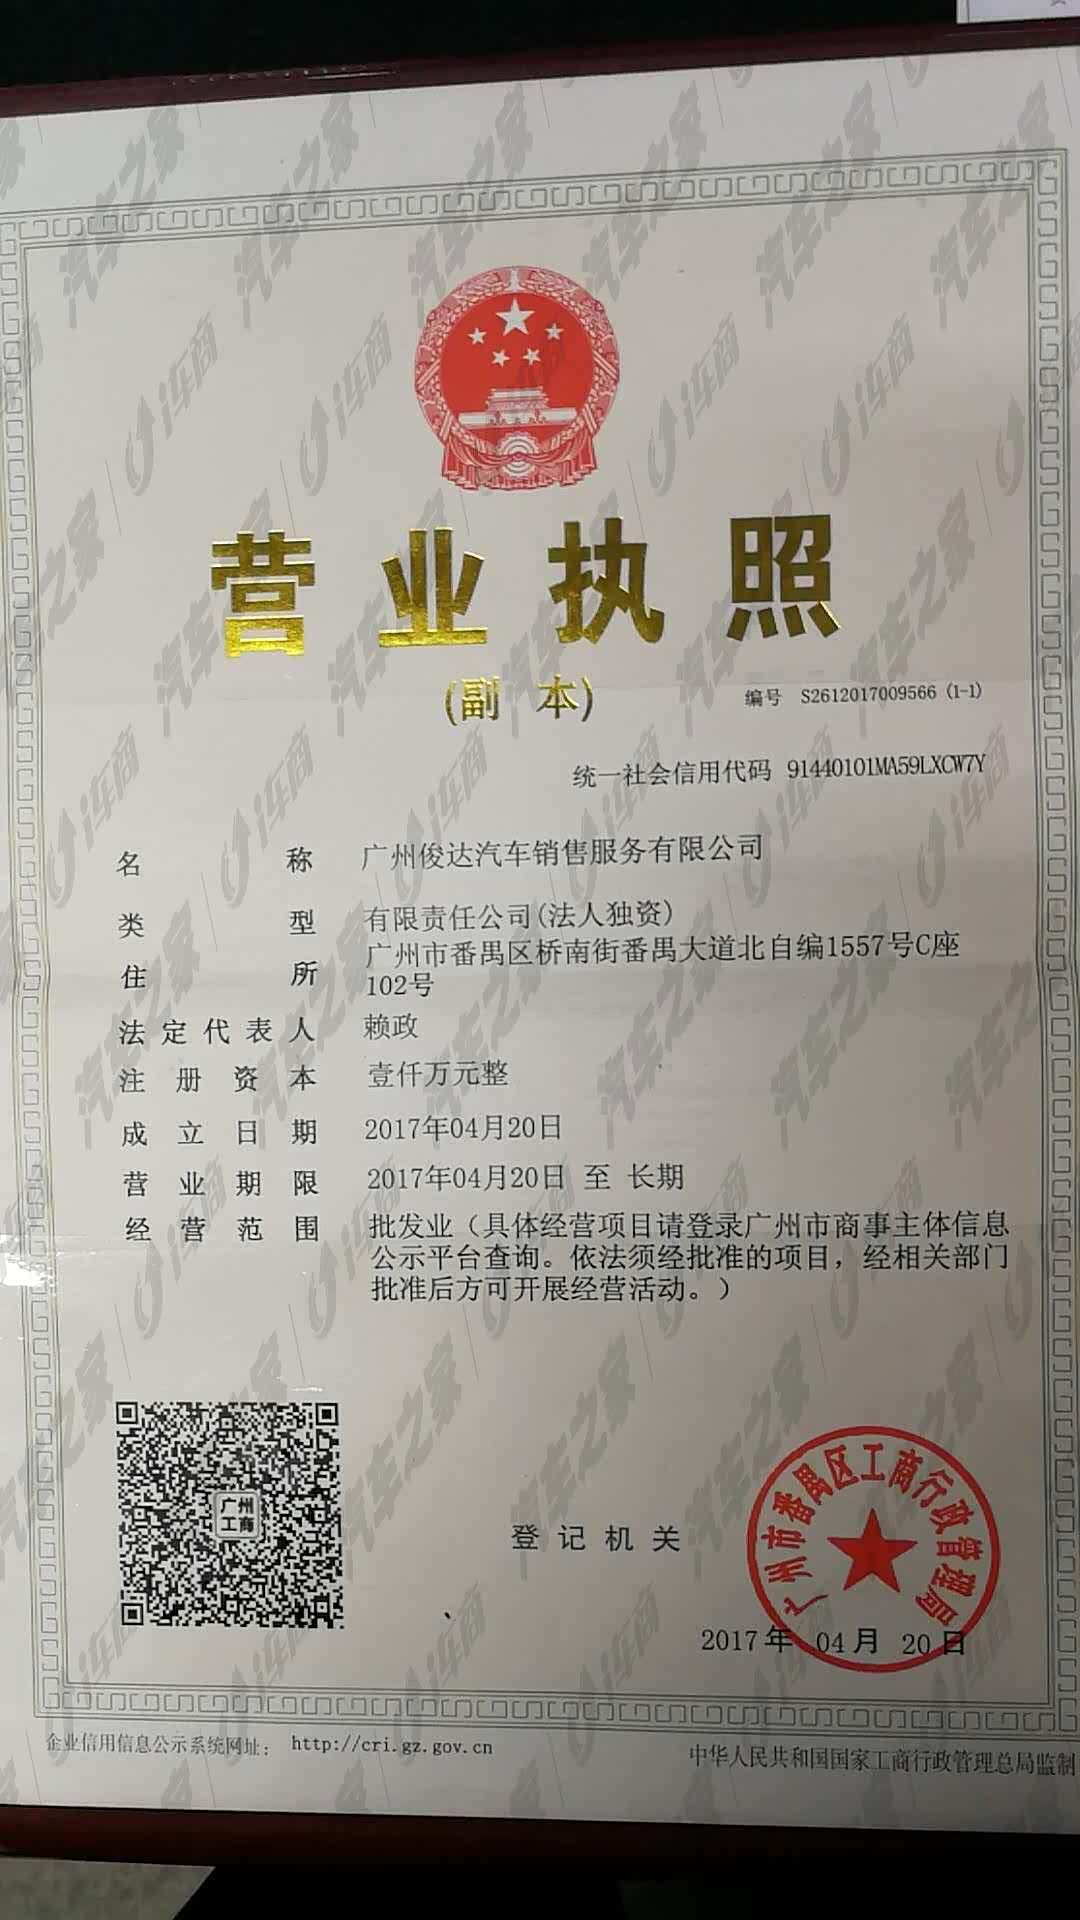 营业执照
(副 本)
编号 S2612017009566 (1-1)
统一社会信用代码 91440101MA59LXCW7Y
名 称 广州俊达汽车销售服务有限公司
类 型 有限责任公司(法人独资)
住 所 广州市番禺区桥南街番禺大道北自编1557号C座
102号
法定代表人 赖政
注册资本 壹仟万元整
成立日期 2017年04月20日
营业期限 2017年04月20日 至 长期
经营范围 批发业（具体经营项目请登录广州市商事主体信息
公示平台查询。依法须经批准的项目，经相关部门
批准后方可开展经营活动。）
广州
工商
登记机关
广州市番禺区工商行政管理局
2017年 04月 20日
企业信用信息公示系统网址： http://cri.gz.gov.cn
中华人民共和国国家工商行政管理总局监制
汽车之家
i车商